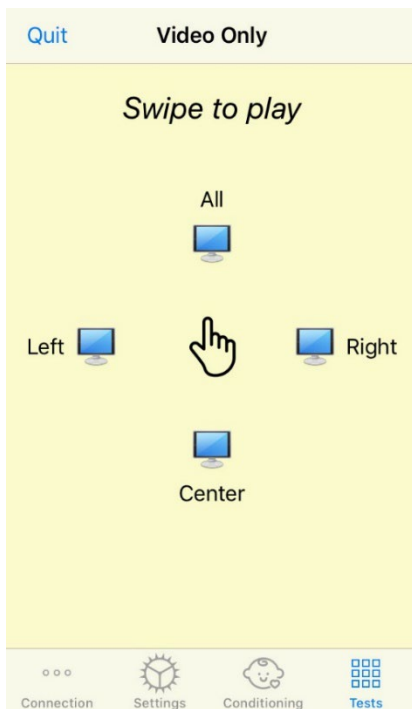 Quit Video Only
Swipe to play
All
Left Right
Center
Connection Settings Conditioning Tests